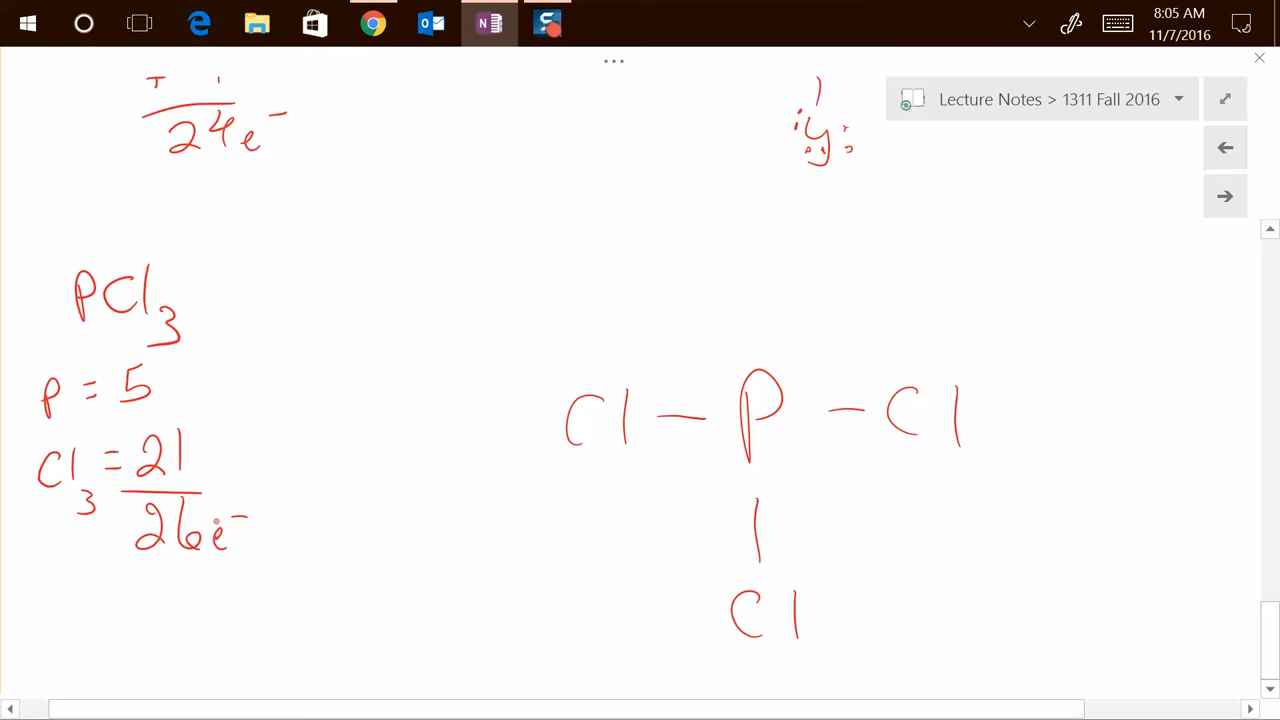 8:05 AM
11/7/2016
Lecture Notes > 1311 Fall 2016
24e⁻
PCl₃
P = 5
Cl₃ = 21
26e⁻
Cl — P — Cl
|
Cl